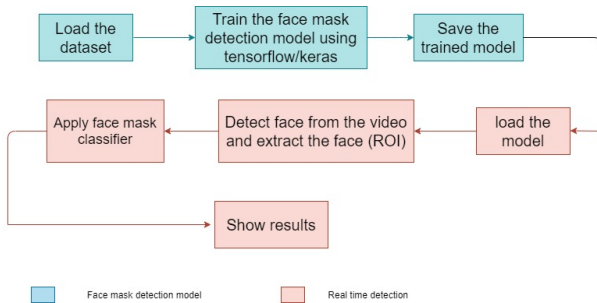 Load the
dataset
Train the face mask
detection model using
tensorflow/keras
Save the
trained model
load the
model
Detect face from the video
and extract the face (ROI)
Apply face mask
classifier
Show results
Face mask detection model
Real time detection